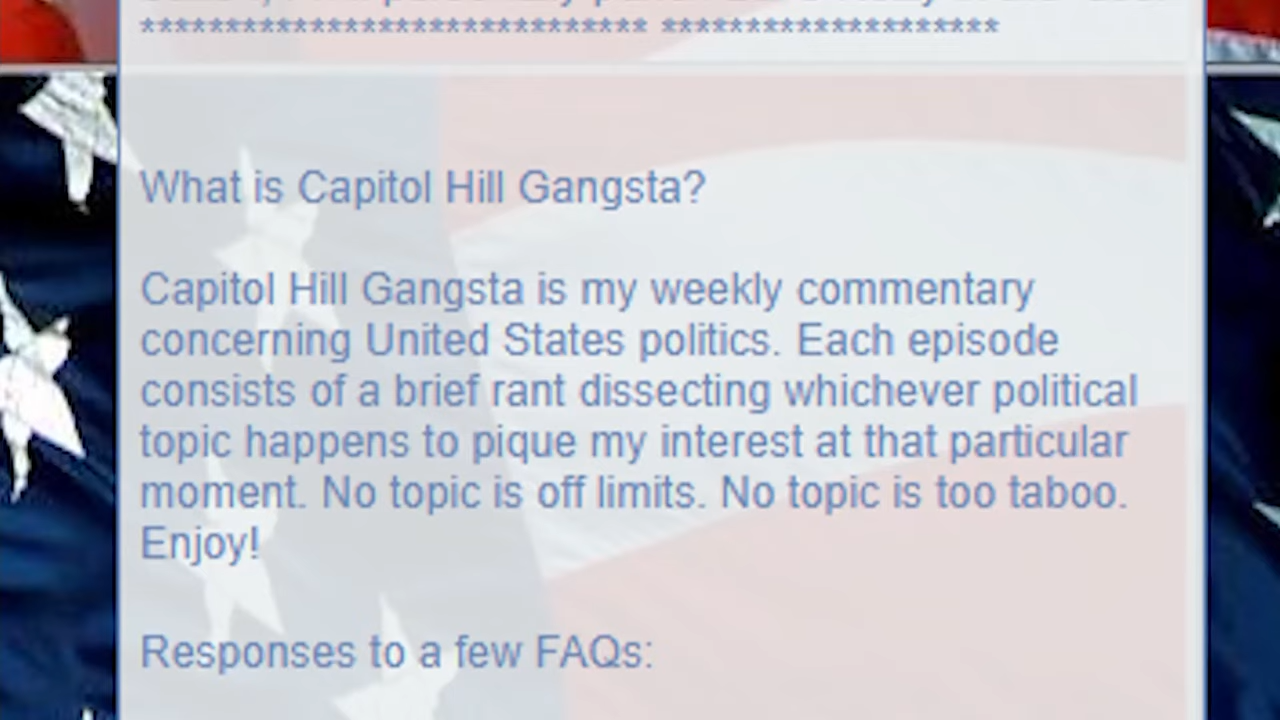 ****************************** ********************
What is Capitol Hill Gangsta?
Capitol Hill Gangsta is my weekly commentary
concerning United States politics. Each episode
consists of a brief rant dissecting whichever political
topic happens to pique my interest at that particular
moment. No topic is off limits. No topic is too taboo.
Enjoy!
Responses to a few FAQs: